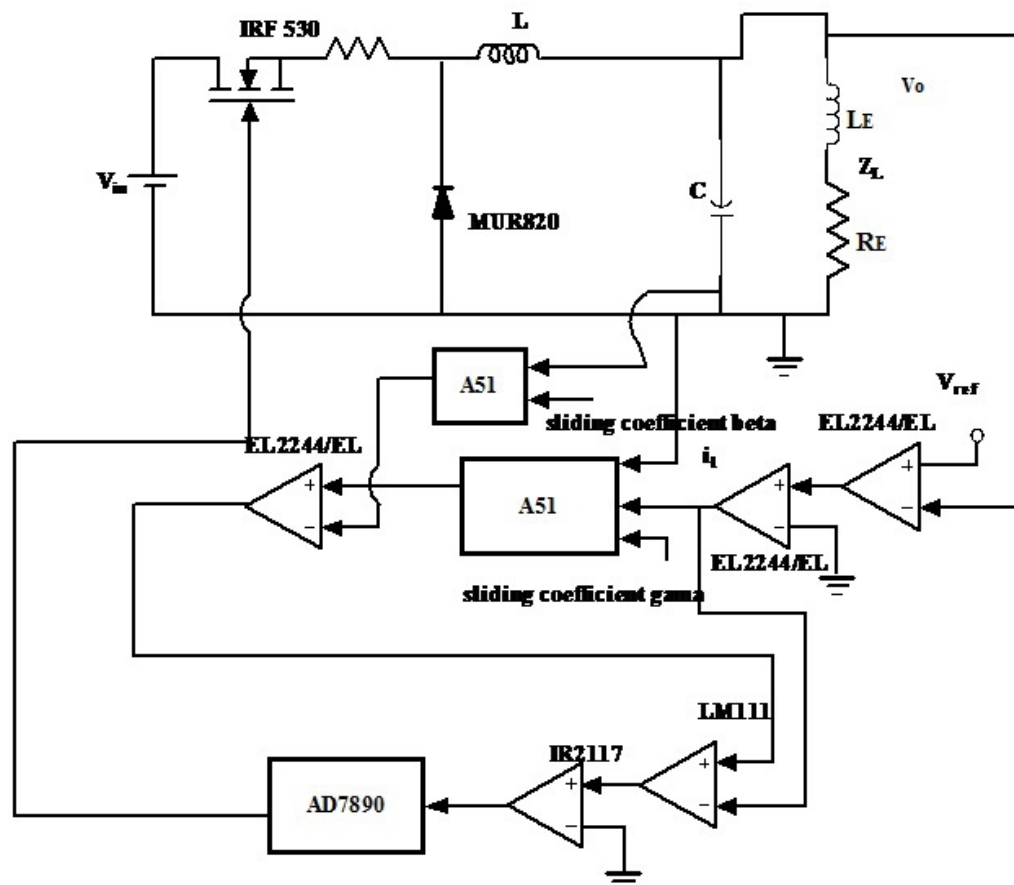 IRF 530
L
Vo
LE
ZL
Vin
C
MUR820
RE
A51
Vref
sliding coefficient beta
EL2244/EL
EL2244/EL
iL
+
+
+
A51
−
−
−
EL2244/EL
sliding coefficient gama
LM111
IR2117
+
+
AD7890
−
−